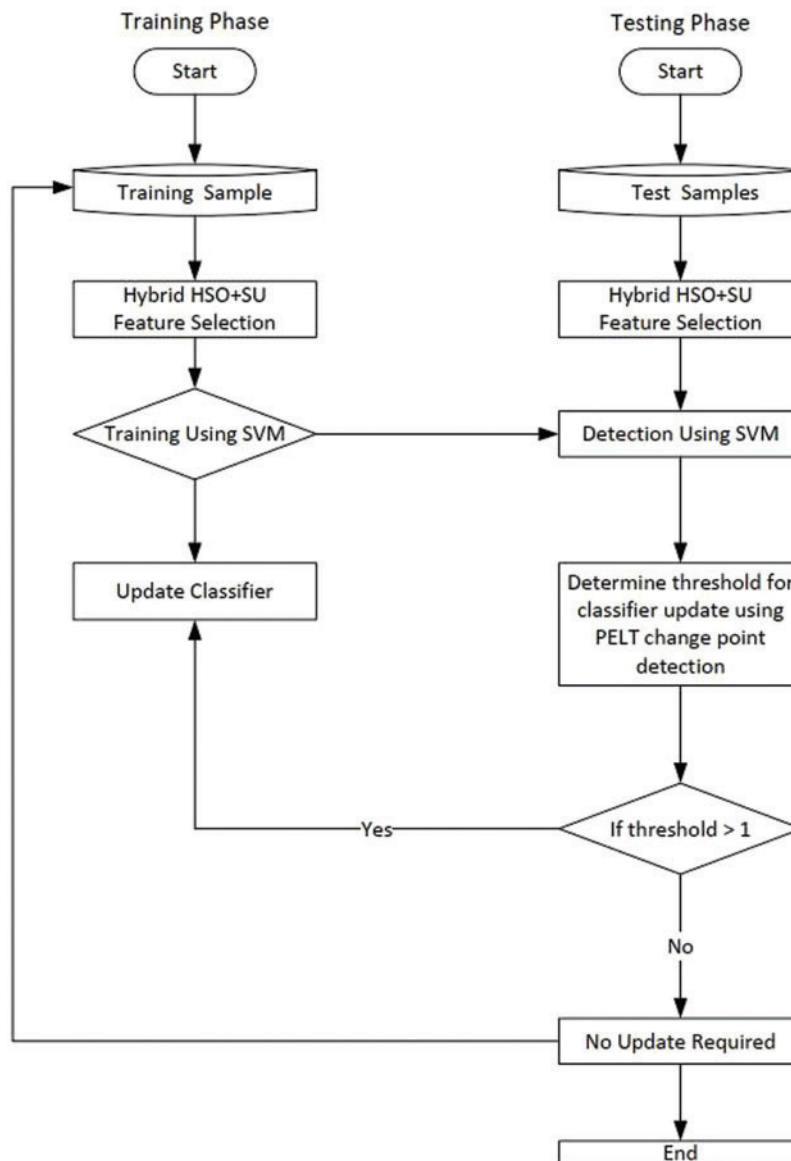 Training Phase
Start
Training Sample
Hybrid HSO+SU
Feature Selection
Training Using SVM
Update Classifier
Testing Phase
Start
Test Samples
Hybrid HSO+SU
Feature Selection
Detection Using SVM
Determine threshold for
classifier update using
PELT change point
detection
If threshold > 1
Yes
No
No Update Required
End